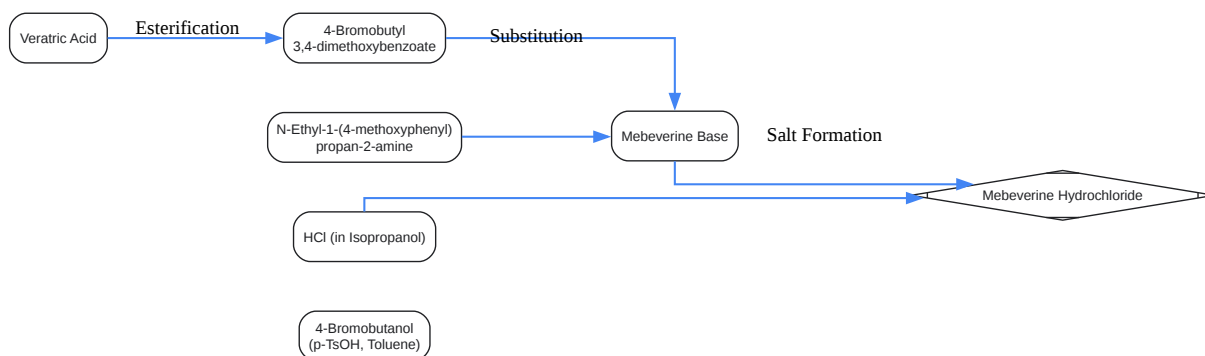 Veratric Acid
Esterification
4-Bromobutyl
3,4-dimethoxybenzoate
Substitution
N-Ethyl-1-(4-methoxyphenyl)
propan-2-amine
Mebeverine Base
Salt Formation
Mebeverine Hydrochloride
HCl (in Isopropanol)
4-Bromobutanol
(p-TsOH, Toluene)